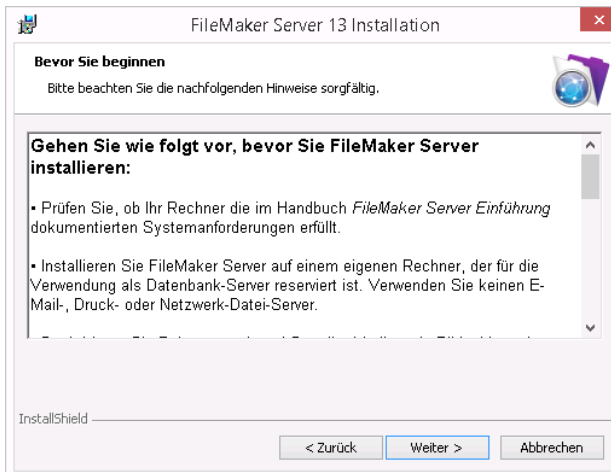 FileMaker Server 13 Installation
Bevor Sie beginnen
Bitte beachten Sie die nachfolgenden Hinweise sorgfältig.
Gehen Sie wie folgt vor, bevor Sie FileMaker Server
installieren:
▪ Prüfen Sie, ob Ihr Rechner die im Handbuch FileMaker Server Einführung
dokumentierten Systemanforderungen erfüllt.
▪ Installieren Sie FileMaker Server auf einem eigenen Rechner, der für die
Verwendung als Datenbank-Server reserviert ist. Verwenden Sie keinen E-
Mail-, Druck- oder Netzwerk-Datei-Server.
InstallShield
< Zurück Weiter > Abbrechen